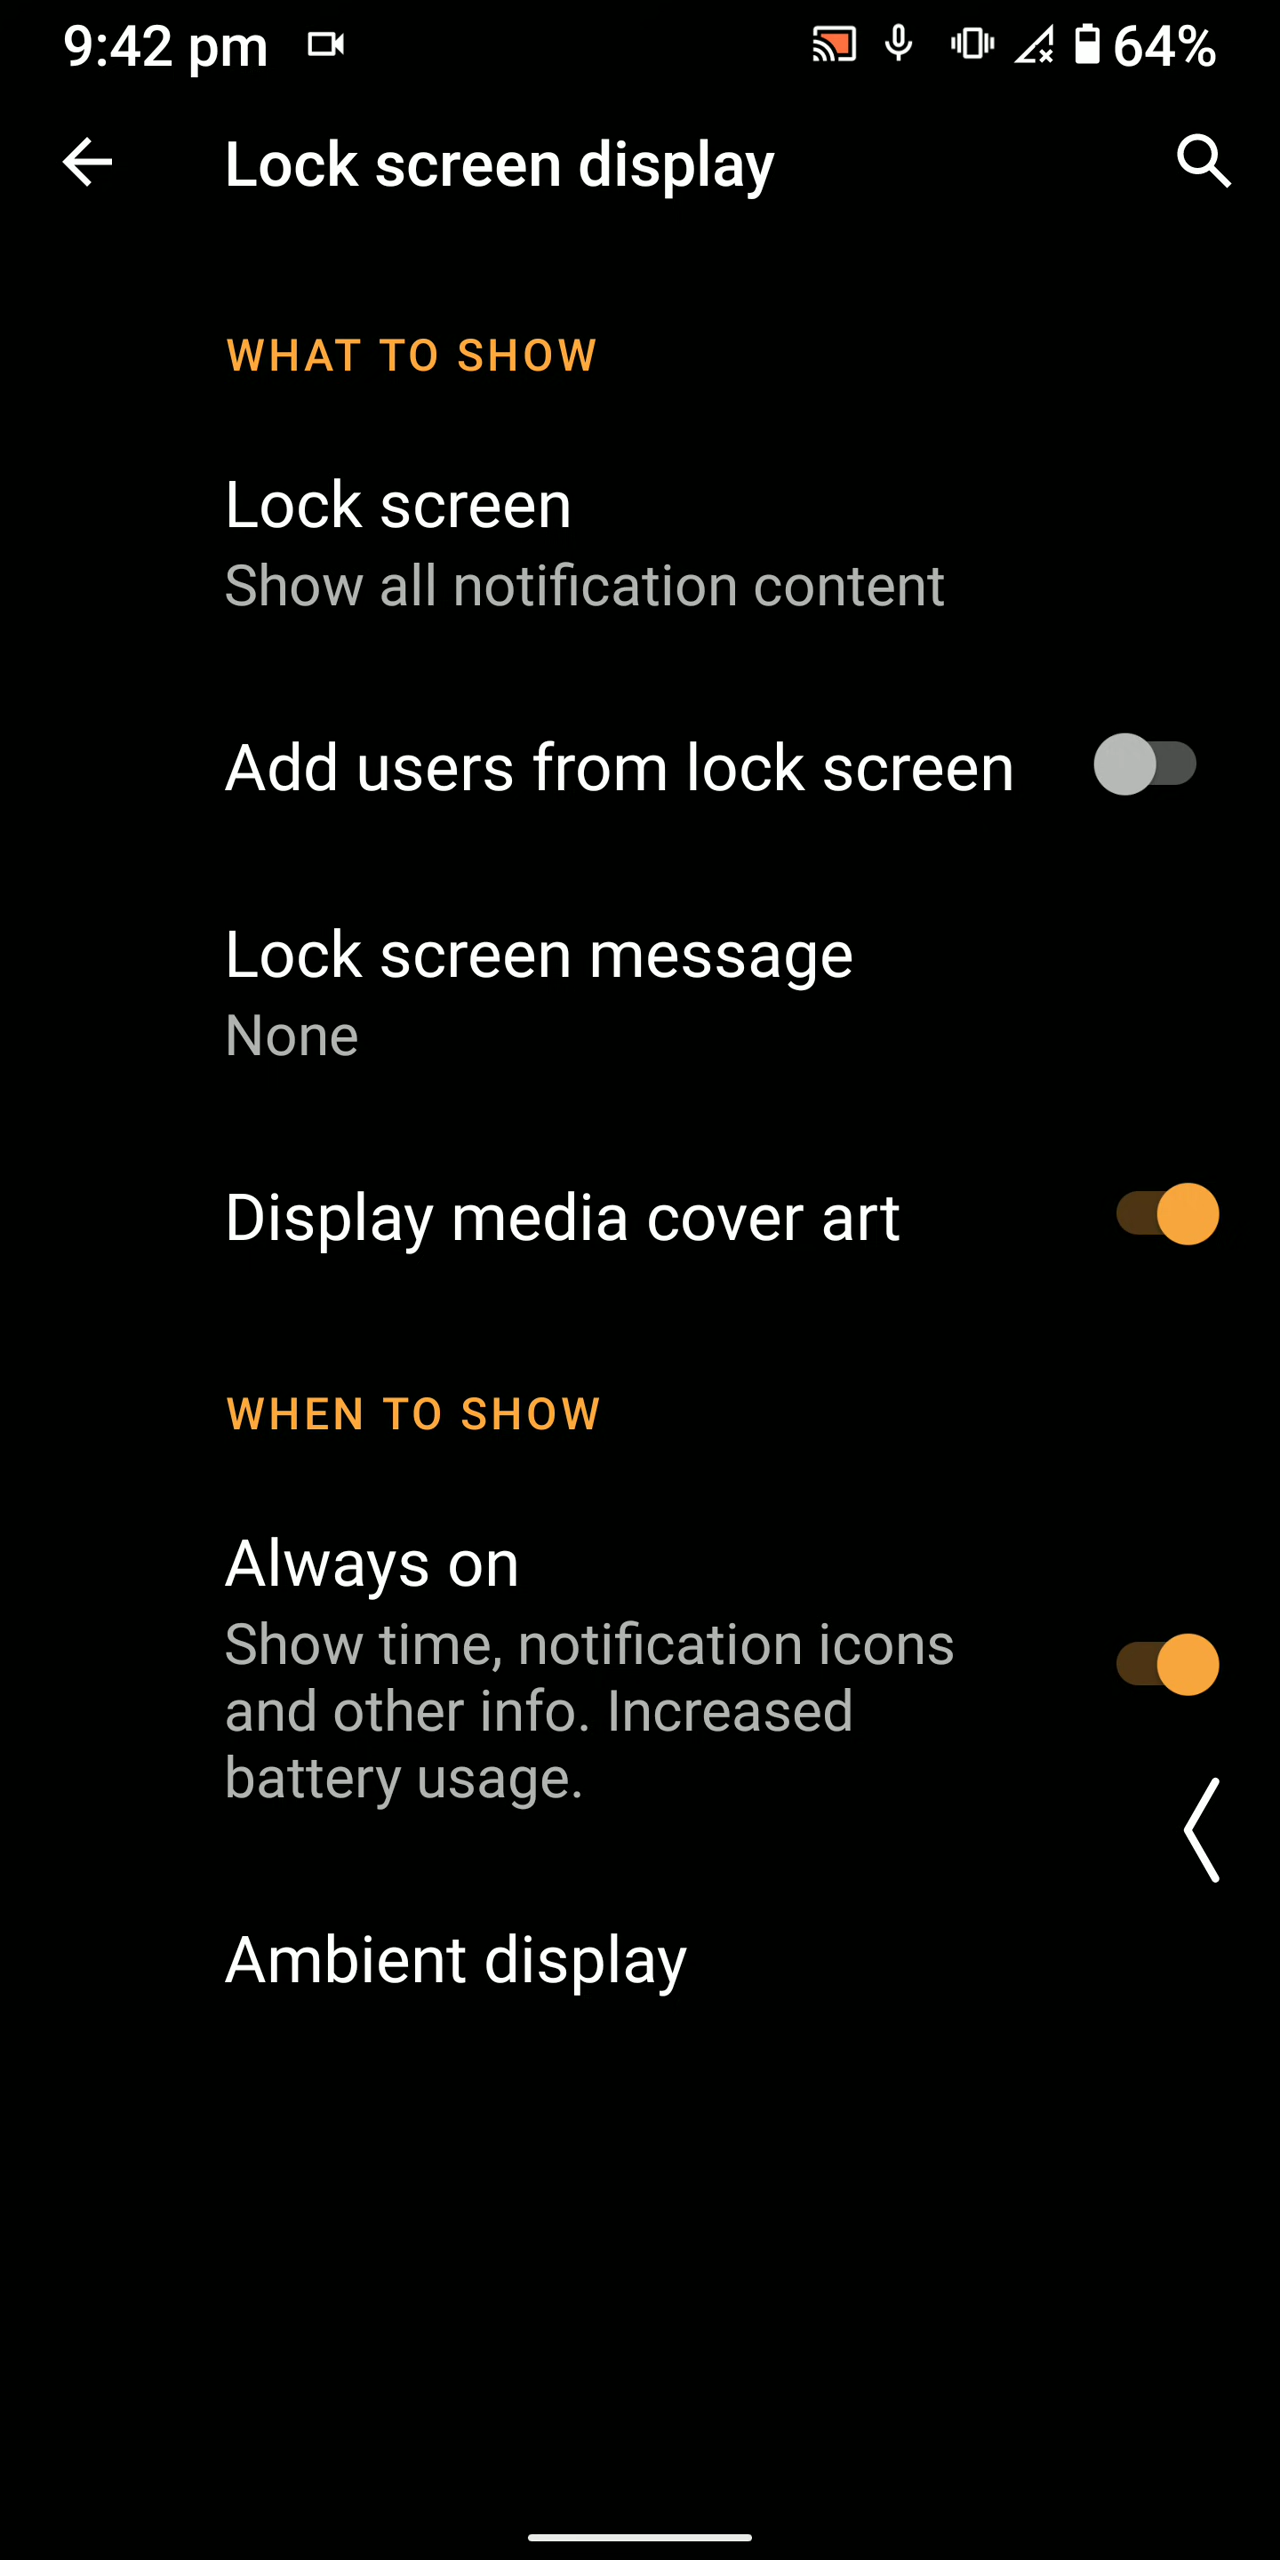 9:42 pm
64%
Lock screen display
WHAT TO SHOW
Lock screen
Show all notification content
Add users from lock screen
Lock screen message
None
Display media cover art
WHEN TO SHOW
Always on
Show time, notification icons
and other info. Increased
battery usage.
Ambient display